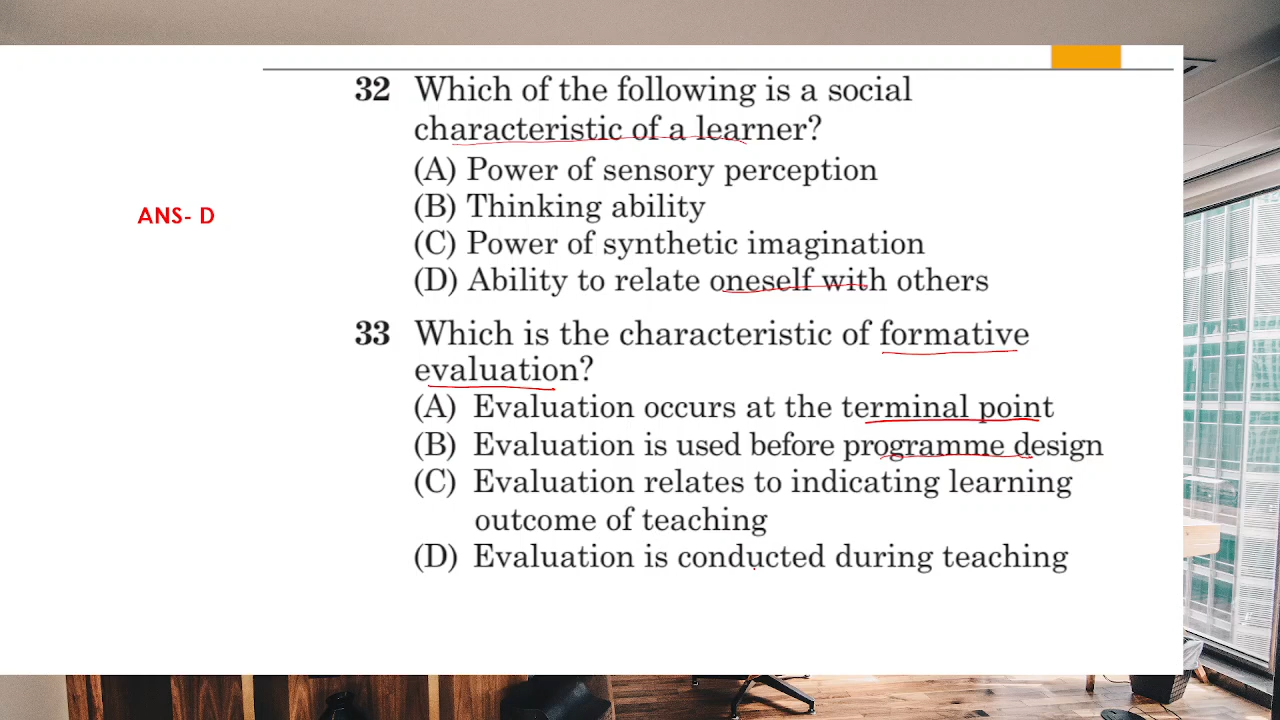 32 Which of the following is a social
characteristic of a learner?
(A) Power of sensory perception
ANS- D
(B) Thinking ability
(C) Power of synthetic imagination
(D) Ability to relate oneself with others
33 Which is the characteristic of formative
evaluation?
(A) Evaluation occurs at the terminal point
(B) Evaluation is used before programme design
(C) Evaluation relates to indicating learning
outcome of teaching
(D) Evaluation is conducted during teaching